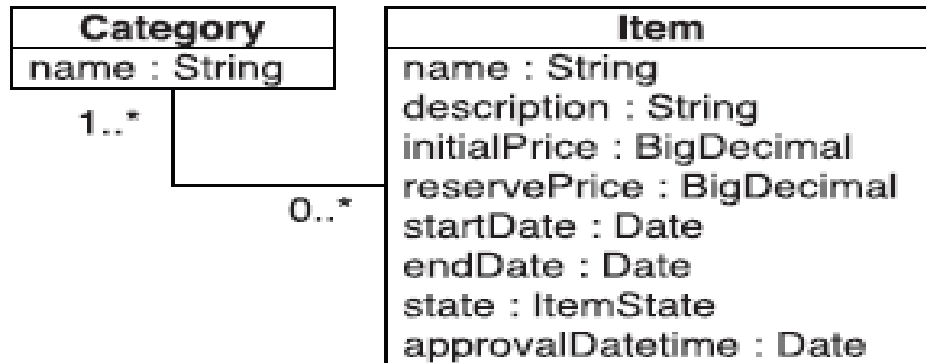 Category
name : String
1..*
0..*
Item
name : String
description : String
initialPrice : BigDecimal
reservePrice : BigDecimal
startDate : Date
endDate : Date
state : ItemState
approvalDatetime : Date